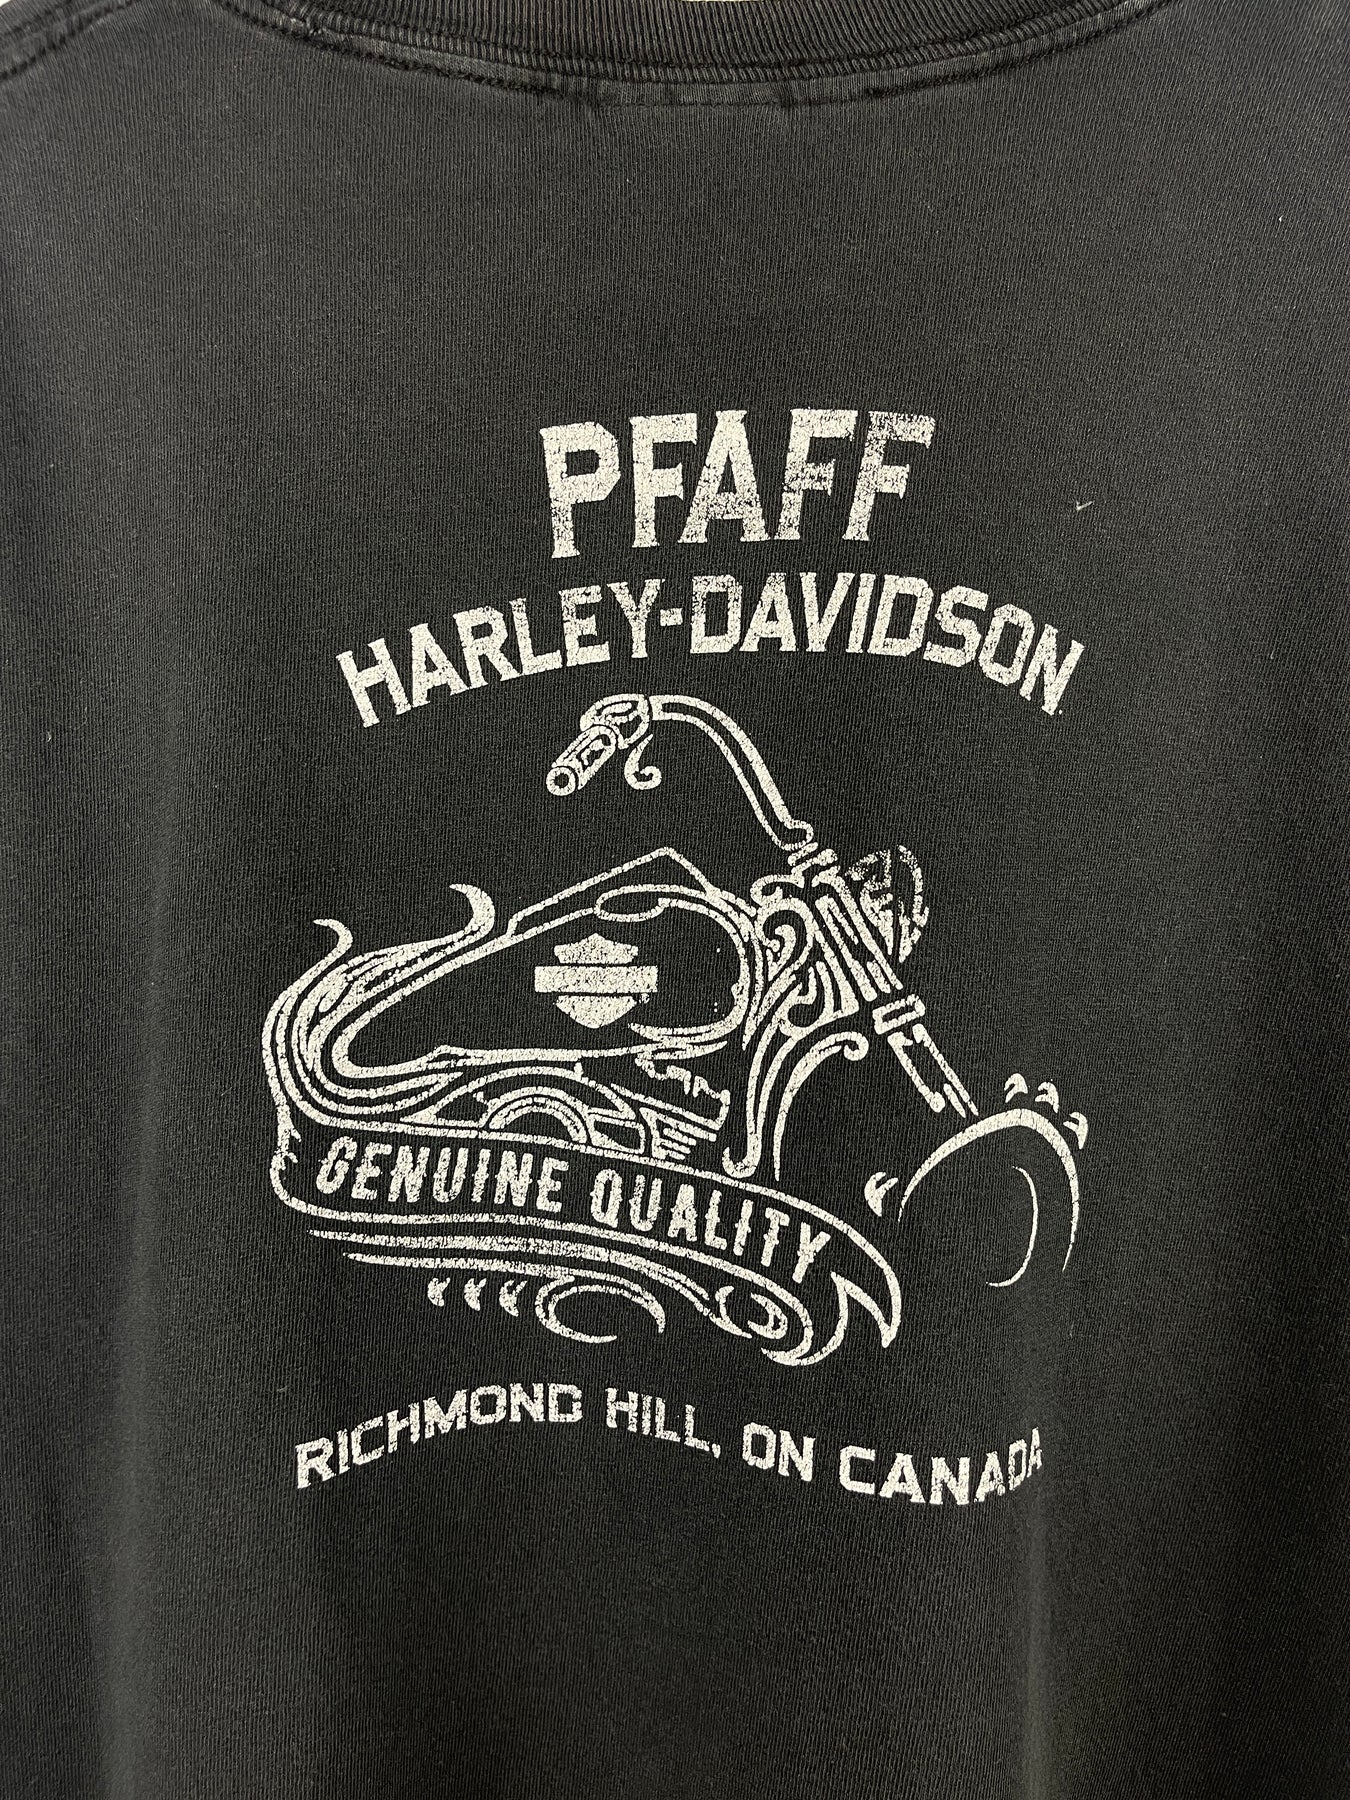 PFAFF
HARLEY-DAVIDSON
GENUINE QUALITY
RICHMOND HILL, ON CANADA